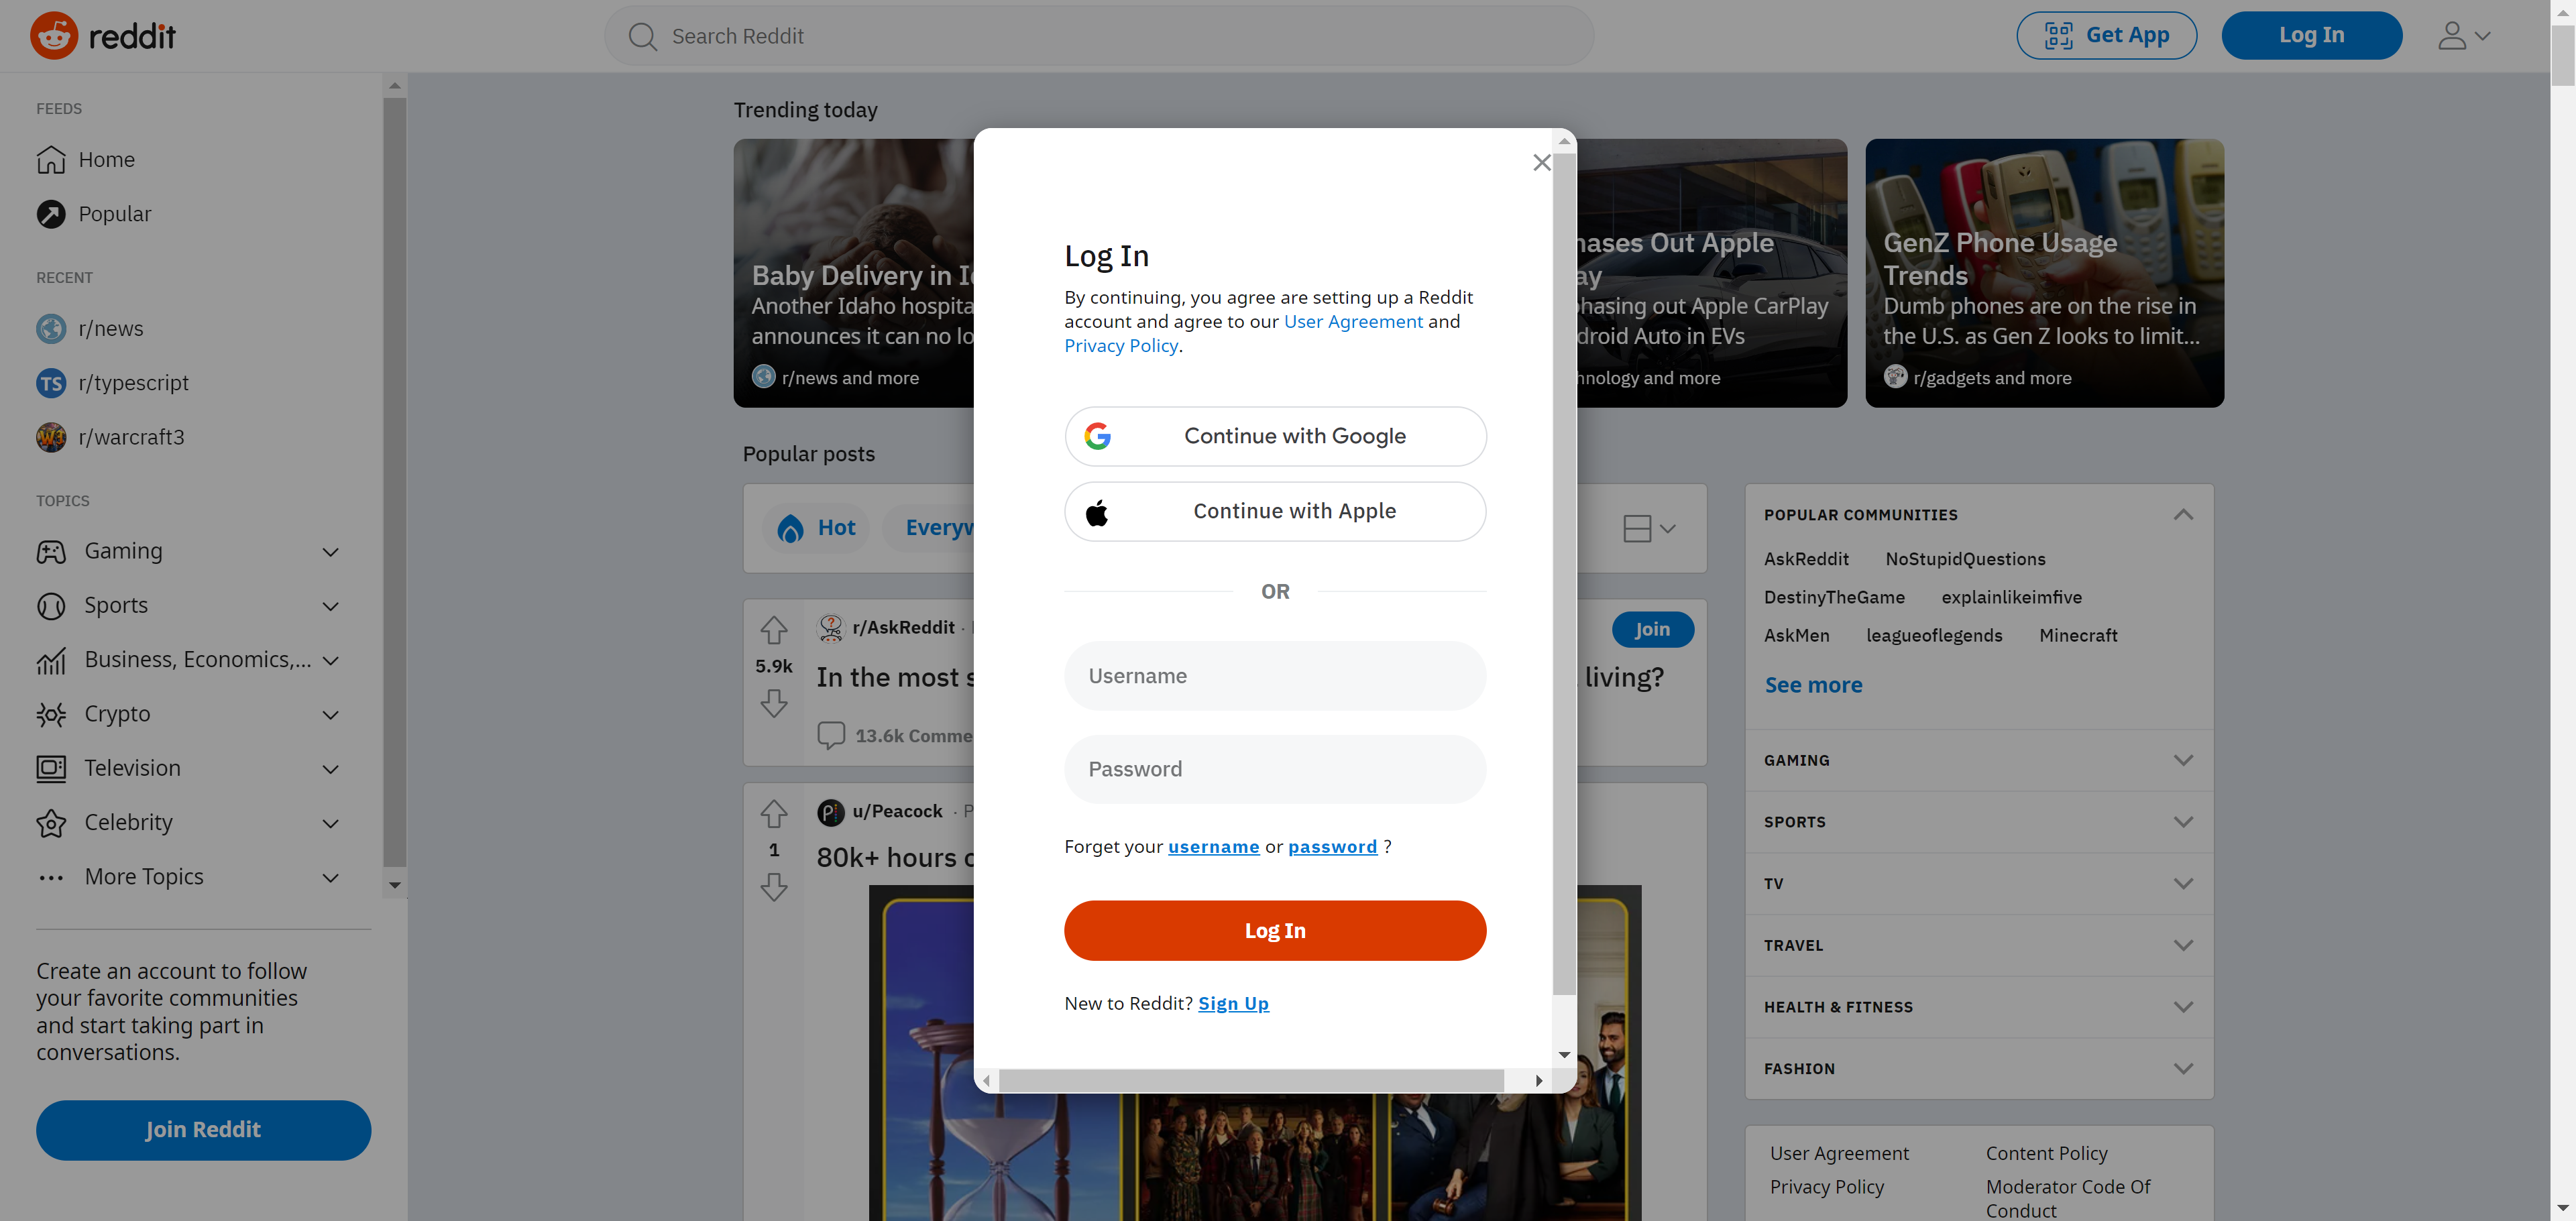 reddit
Search Reddit
Get App
Log In
FEEDS
Home
Popular
RECENT
r/news
TS
r/typescript
r/warcraft3
TOPICS
Gaming
Sports
Business, Economics,...
Crypto
Television
Celebrity
More Topics
Create an account to follow
your favorite communities
and start taking part in
conversations.
Join Reddit
Trending today
Baby Delivery in
Another Idaho
announces it can no
r/news and more
Out Apple
phasing out Apple CarPlay
Auto in EVs
and more
GenZ Phone Usage
Trends
Dumb phones are on the rise in
the U.S. as Gen Z looks to limit...
r/gadgets and more
Popular posts
Hot
5.9k
r/AskReddit ·
Join
In the most
living?
13.6k
1
u/Peacock ·
80k+ hours
Log In
By continuing, you agree are setting up a Reddit
account and agree to our User Agreement and
Privacy Policy.
Continue with Google
Continue with Apple
OR
Username
Password
Forget your username or password ?
Log In
New to Reddit? Sign Up
POPULAR COMMUNITIES
AskReddit NoStupidQuestions
DestinyTheGame explainlikeimfive
AskMen leagueoflegends Minecraft
See more
GAMING
SPORTS
TV
TRAVEL
HEALTH & FITNESS
FASHION
User Agreement
Privacy Policy
Content Policy
Moderator Code Of
Conduct